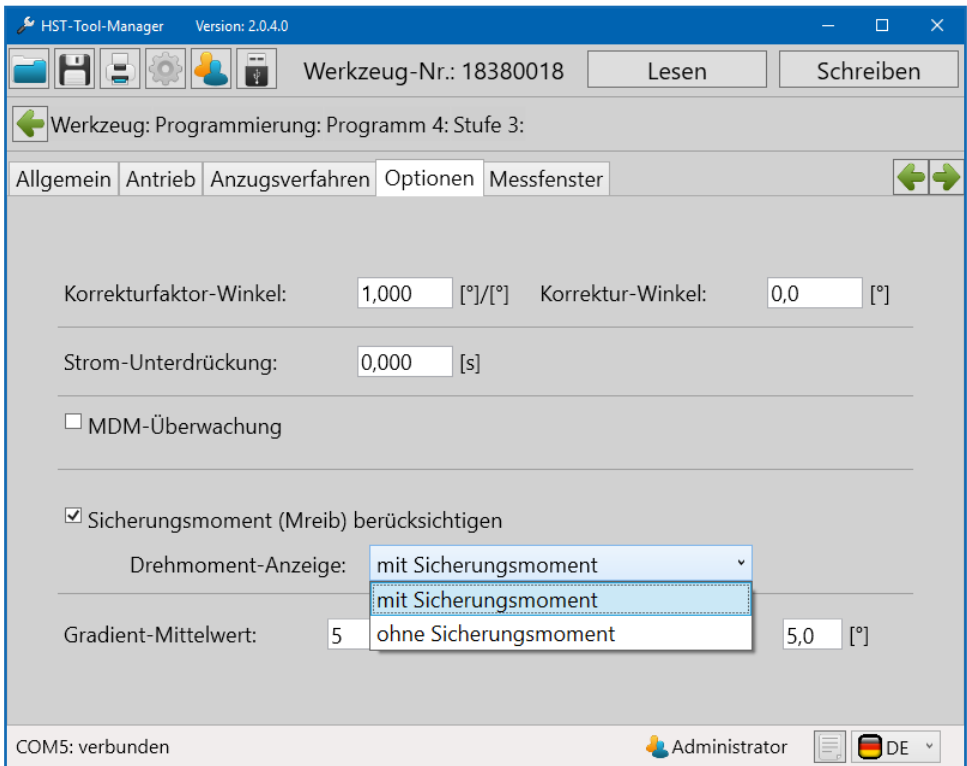 HST-Tool-Manager Version: 2.0.4.0
Werkzeug-Nr.: 18380018 Lesen Schreiben
Werkzeug: Programmierung: Programm 4: Stufe 3:
Allgemein Antrieb Anzugsverfahren Optionen Messfenster
Korrekturfaktor-Winkel: 1,000 [°]/[°] Korrektur-Winkel: 0,0 [°]
Strom-Unterdrückung: 0,000 [s]
MDM-Überwachung
Sicherungsmoment (Mreib) berücksichtigen
Drehmoment-Anzeige: mit Sicherungsmoment
mit Sicherungsmoment
Gradient-Mittelwert: 5 ohne Sicherungsmoment 5,0 [°]
COM5: verbunden Administrator DE